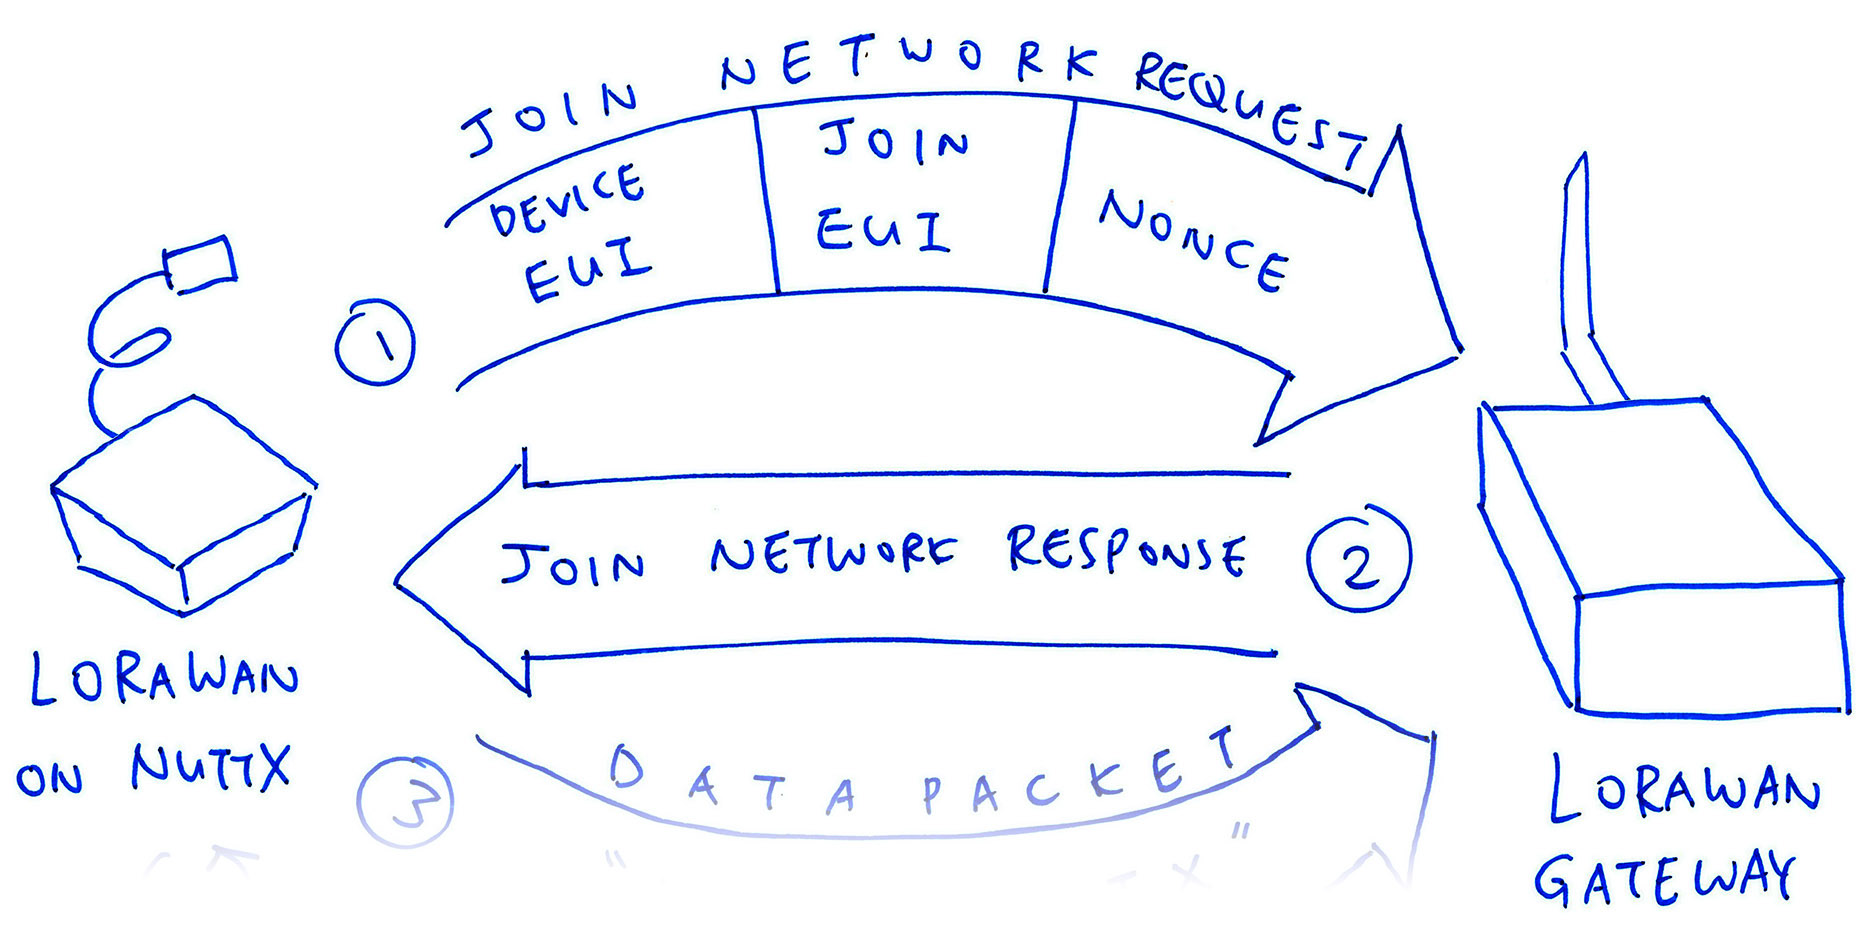 JOIN NETWORK REQUEST
DEVICE
EUI
JOIN
EUI
NONCE
1
JOIN NETWORK RESPONSE
2
LORAWAN
ON NUTTX
3
DATA PACKET
LORAWAN
GATEWAY